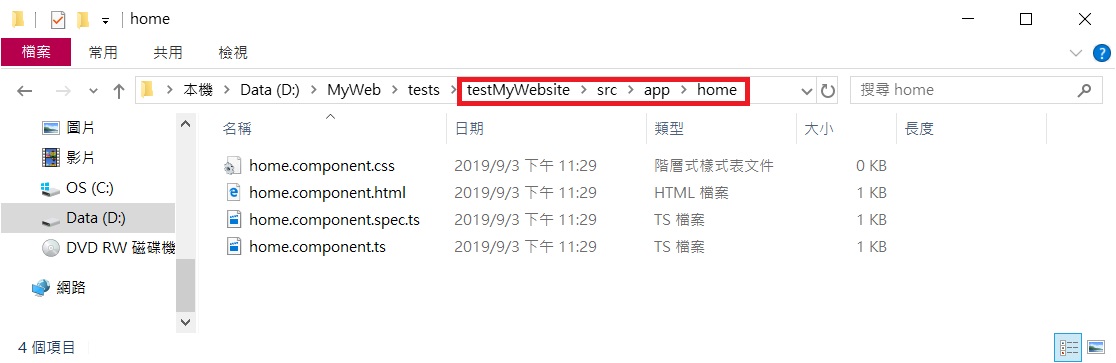 home
檔案 常用 共用 檢視
本機 Data (D:) MyWeb tests testMyWebsite src app home 搜尋 home
圖片
影片
OS (C:)
Data (D:)
DVD RW 磁碟機
網路
名稱 日期 類型 大小 長度
home.component.css 2019/9/3 下午 11:29 階層式樣式表文件 0 KB
home.component.html 2019/9/3 下午 11:29 HTML 檔案 1 KB
home.component.spec.ts 2019/9/3 下午 11:29 TS 檔案 1 KB
home.component.ts 2019/9/3 下午 11:29 TS 檔案 1 KB
4 個項目